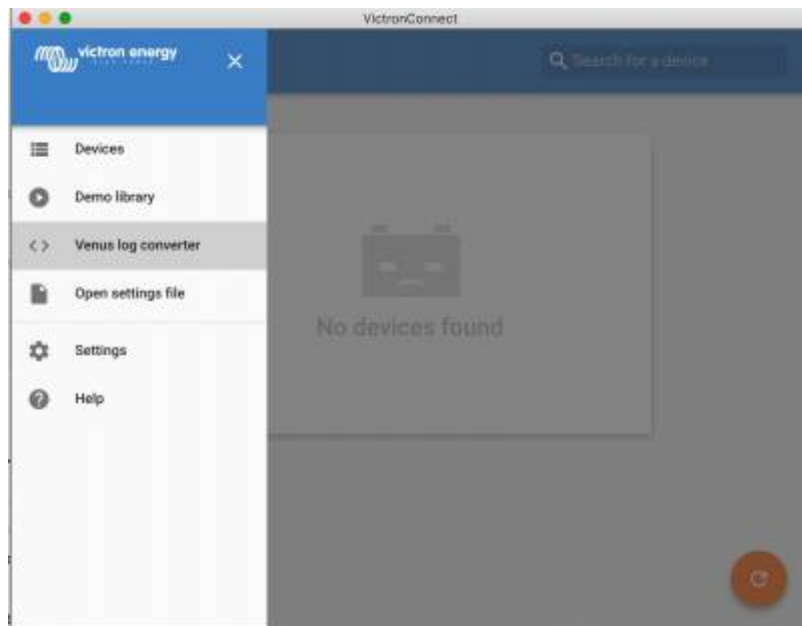 VictronConnect
victron energy
Search for a device
Devices
Demo library
Venus log converter
Open settings file
No devices found
Settings
Help